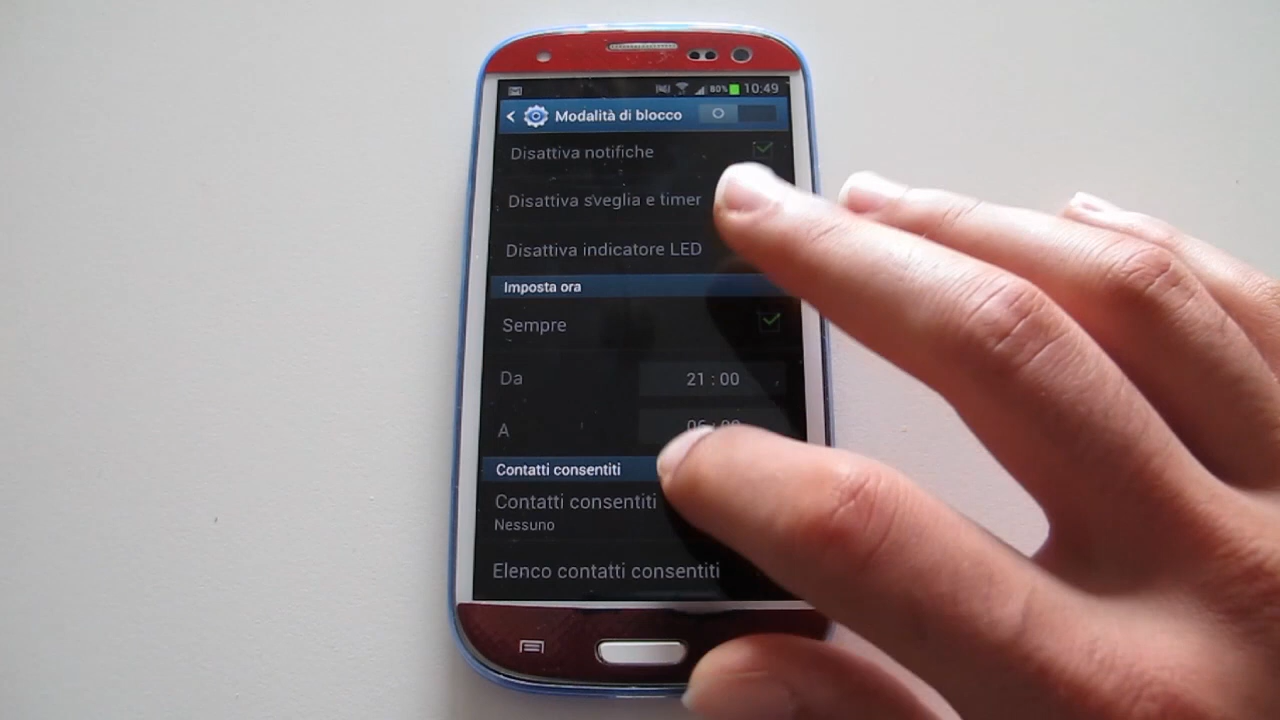 80% 10:49
Modalità di blocco
Disattiva notifiche
Disattiva sveglia e timer
Disattiva indicatore LED
Imposta ora
Sempre
Da 21 : 00
A
Contatti consentiti
Contatti consentiti
Nessuno
Elenco contatti consentiti